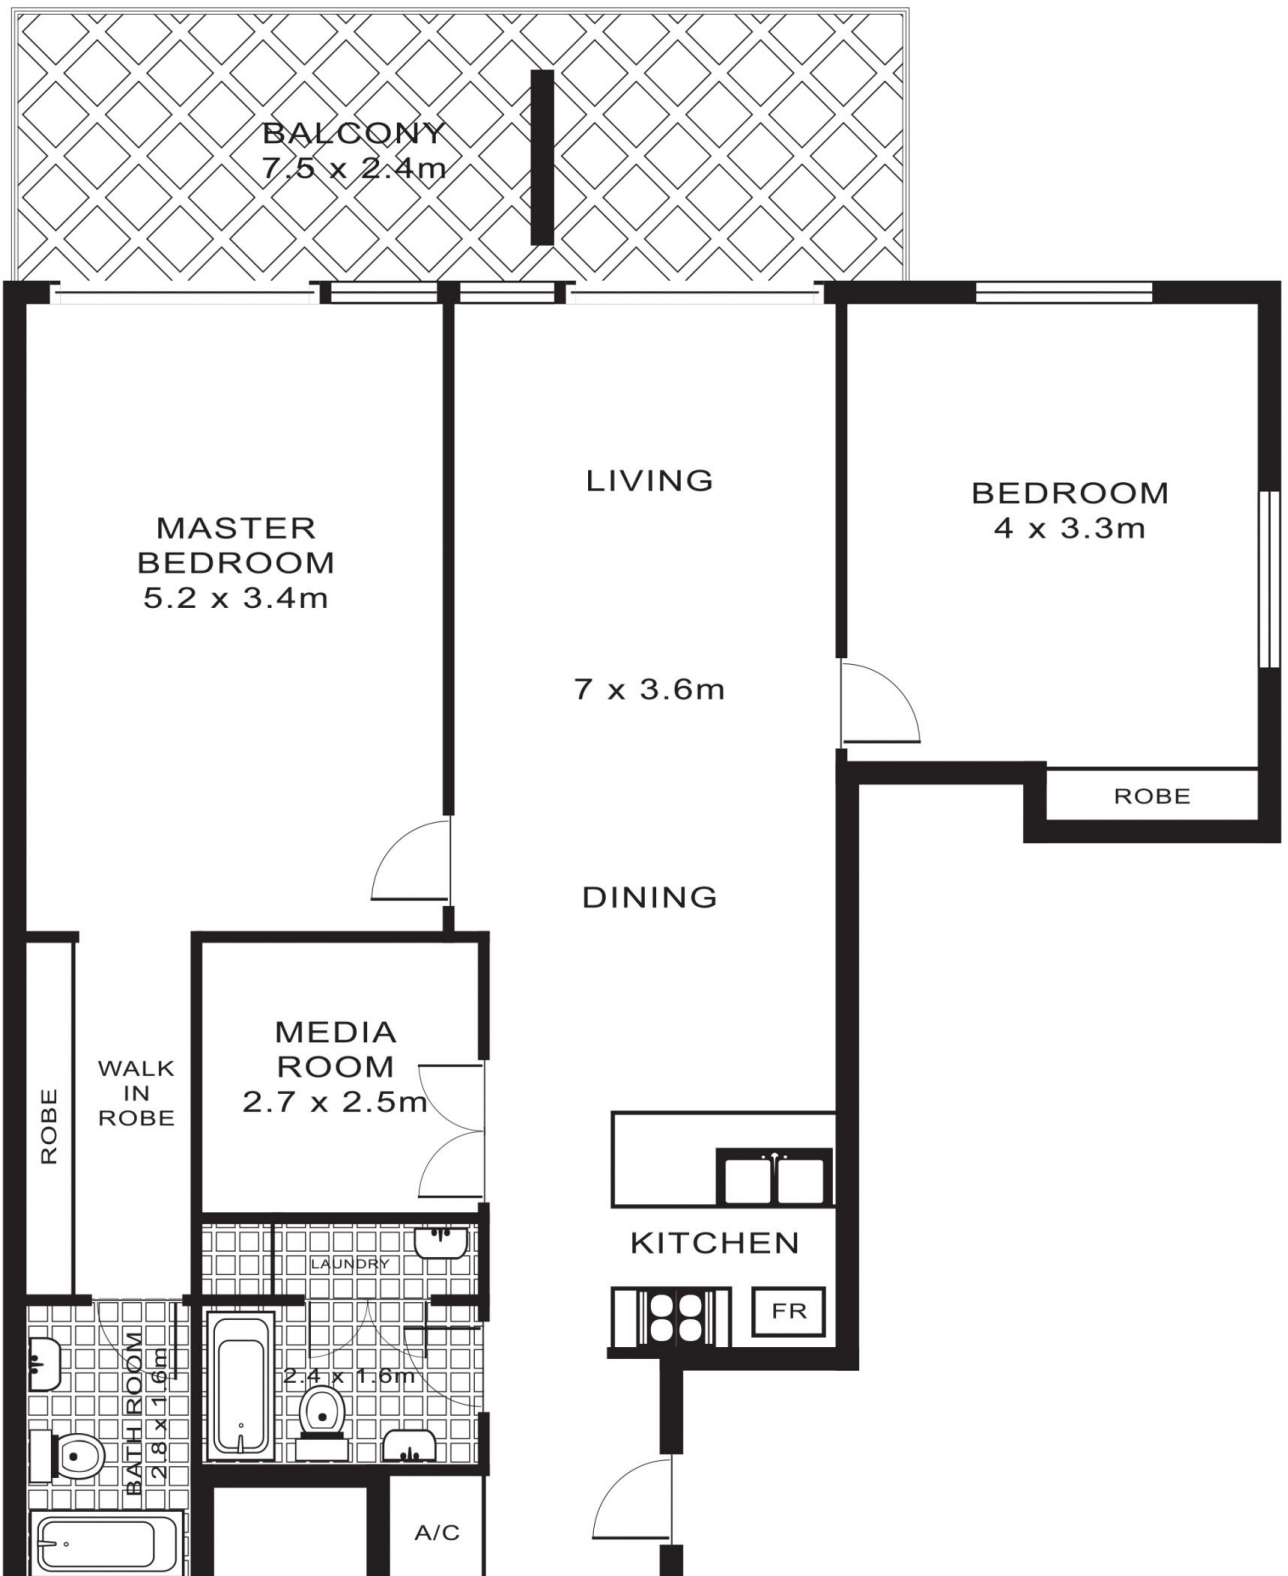 BALCONY
7.5 x 2.4m
LIVING
BEDROOM
4 x 3.3m
MASTER
BEDROOM
5.2 x 3.4m
7 x 3.6m
ROBE
DINING
MEDIA
ROOM
2.7 x 2.5m
WALK
IN
ROBE
ROBE
KITCHEN
LAUNDRY
FR
2.4 x 1.6m
BATH ROOM
2.8 x 1.6m
A/C